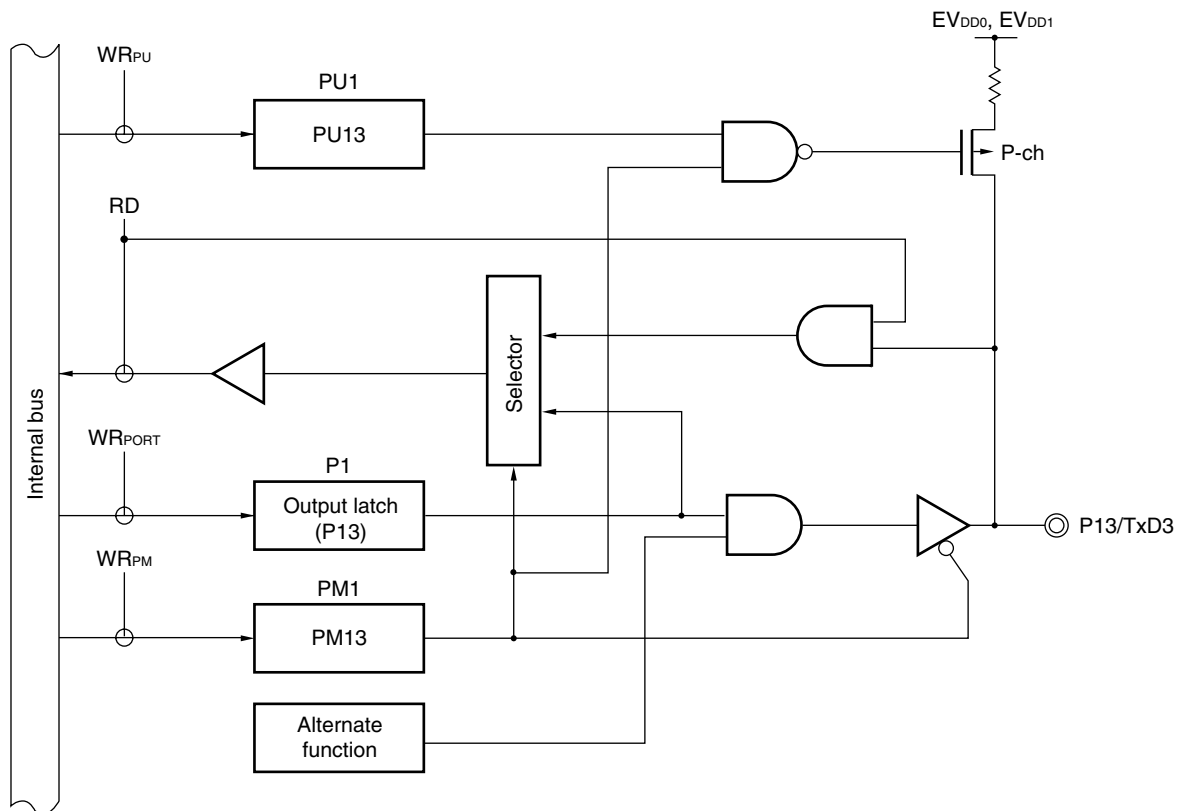 EVDD0, EVDD1
WRPU
PU1
PU13
P-ch
RD
Selector
Internal bus
WRPORT
P1
Output latch
(P13)
P13/TxD3
WRPM
PM1
PM13
Alternate
function